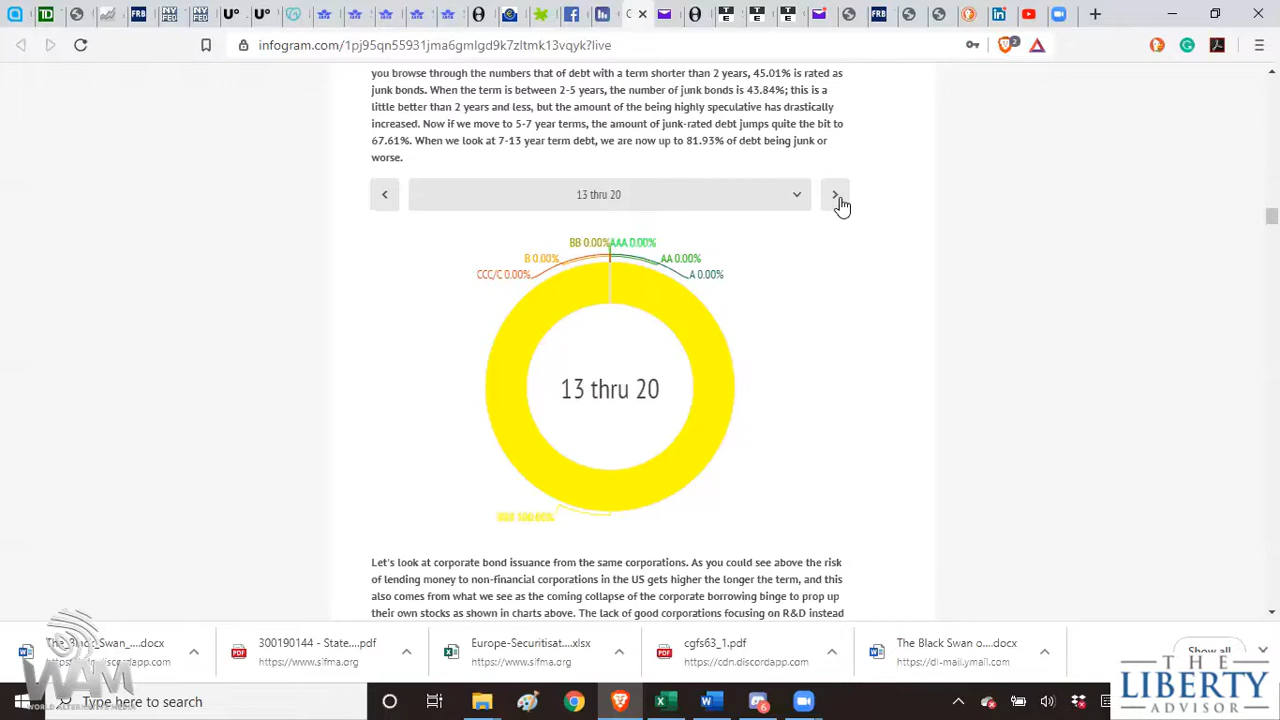 infogram.com/1pj95qn55931jma6gmlgd9k7zltmk13vqyk?live
you browse through the numbers that of debt with a term shorter than 2 years, 45.01% is rated as
junk bonds. When the term is between 2-5 years, the number of junk bonds is 43.84%; this is a
little better than 2 years and less, but the amount of the being highly speculative has drastically
increased. Now if we move to 5-7 year terms, the amount of junk-rated debt jumps quite the bit to
67.61%. When we look at 7-13 year term debt, we are now up to 81.93% of debt being junk or
worse.
13 thru 20
BB 0.00% AAA 0.00%
B 0.00% AA 0.00%
CCC/C 0.00% A 0.00%
13 thru 20
Let's look at corporate bond issuance from the same corporations. As you could see above the risk
of lending money to non-financial corporations in the US gets higher the longer the term, and this
also comes from what we see as the coming collapse of the corporate borrowing binge to prop up
their own stocks as shown in charts above. The lack of good corporations focusing on R&D instead
The Black_Swan_....docx 300190144 - State....pdf Europe-Securitisat....xlsx cgfs63_1.pdf The Black Swan o....docx Show all
https://www.sifma.org https://www.sifma.org https://cdn.discordapp.com https://dl-mail.ymail.com
Type here to search
WAM
WORLD ALTERNATIVE MEDIA
THE
LIBERTY
ADVISOR